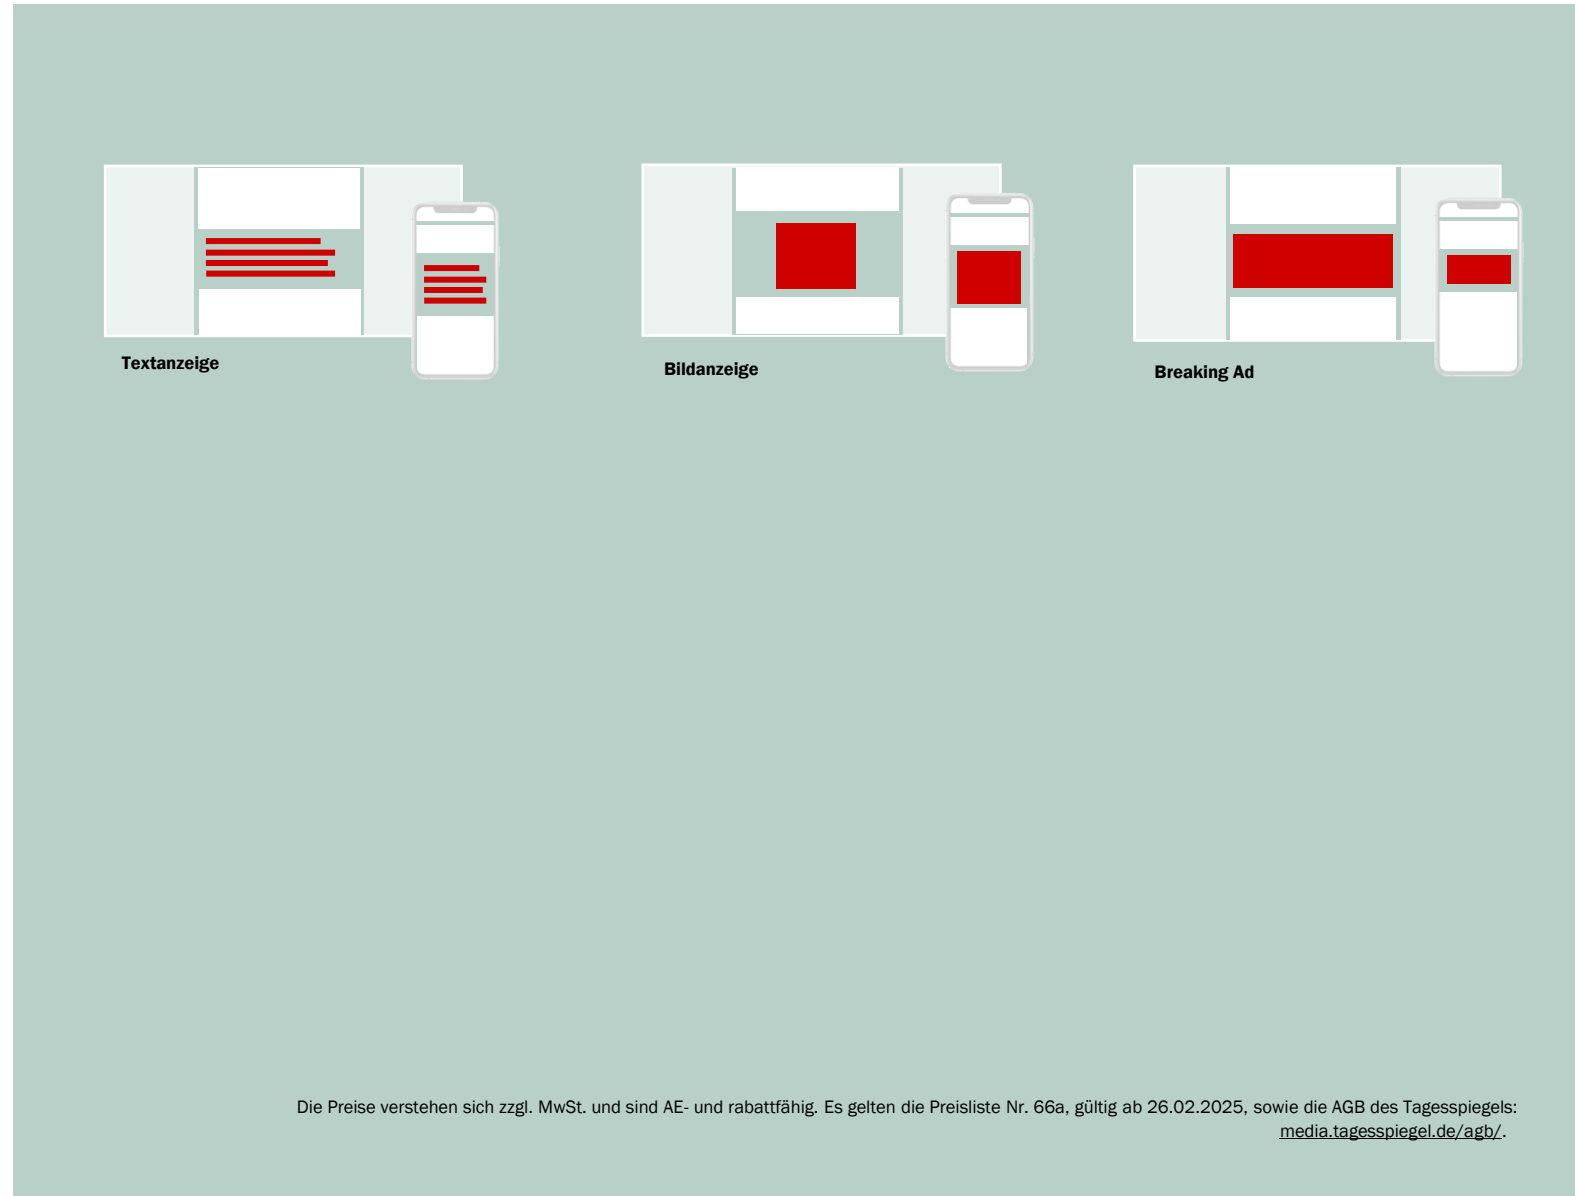 Textanzeige
Bildanzeige
Breaking Ad
Die Preise verstehen sich zzgl. MwSt. und sind AE- und rabattfähig. Es gelten die Preisliste Nr. 66a, gültig ab 26.02.2025, sowie die AGB des Tagesspiegels:
media.tagesspiegel.de/agb/.